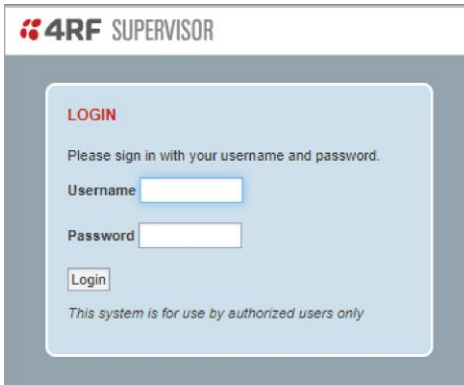 4RF SUPERVISOR
LOGIN
Please sign in with your username and password.
Username
Password
Login
This system is for use by authorized users only